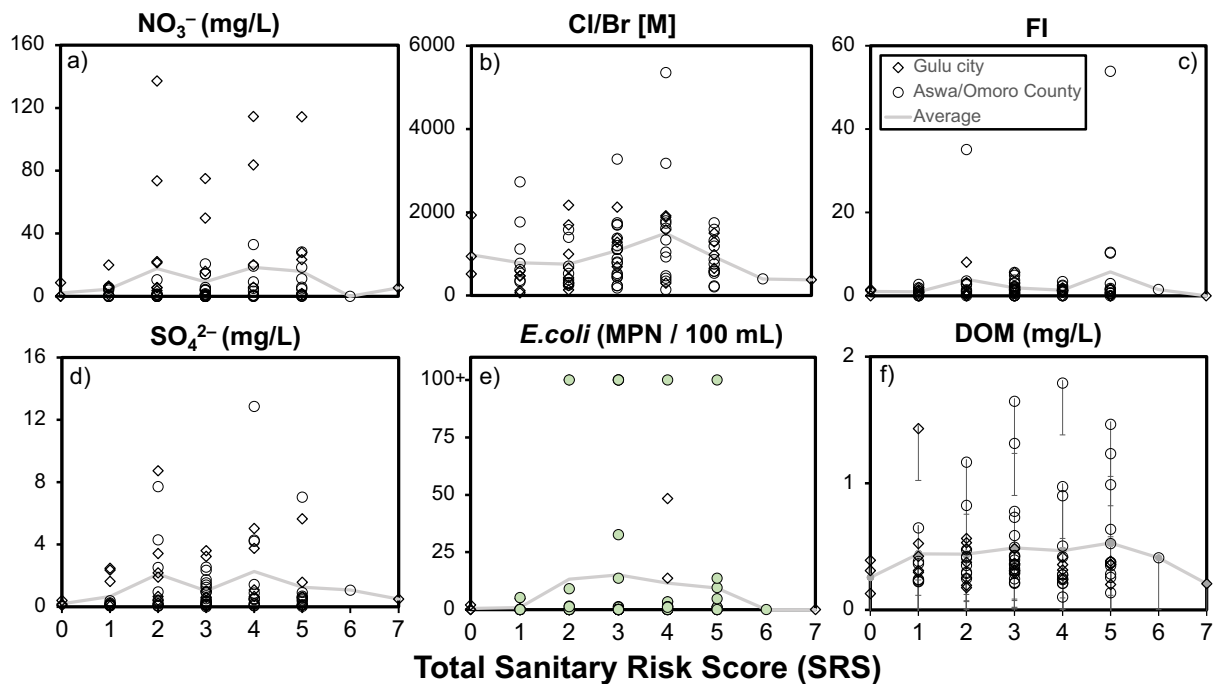 NO₃⁻ (mg/L)
160
120
80
40
0
a)
Cl/Br [M]
6000
4000
2000
0
b)
FI
60
40
20
0
c)
Gulu city
Aswa/Omoro County
Average
SO₄²⁻ (mg/L)
16
12
8
4
0
d)
0 1 2 3 4 5 6 7
E.coli (MPN / 100 mL)
100+
50
25
0
e)
0 1 2 3 4 5 6 7
DOM (mg/L)
2
1
0
f)
0 1 2 3 4 5 6 7
Total Sanitary Risk Score (SRS)